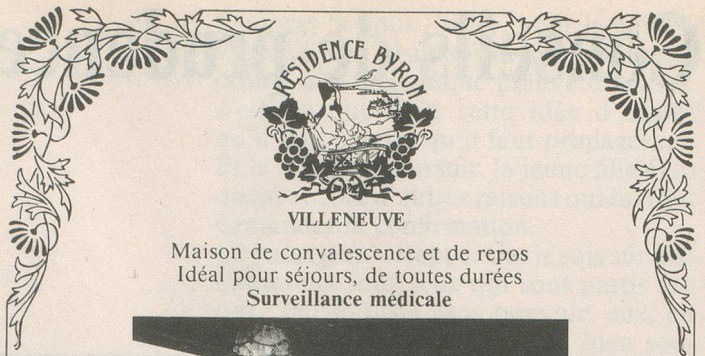 RESIDENCE BYRON
VILLENEUVE
Maison de convalescence et de repos
Idéal pour séjours, de toutes durées
Surveillance médicale